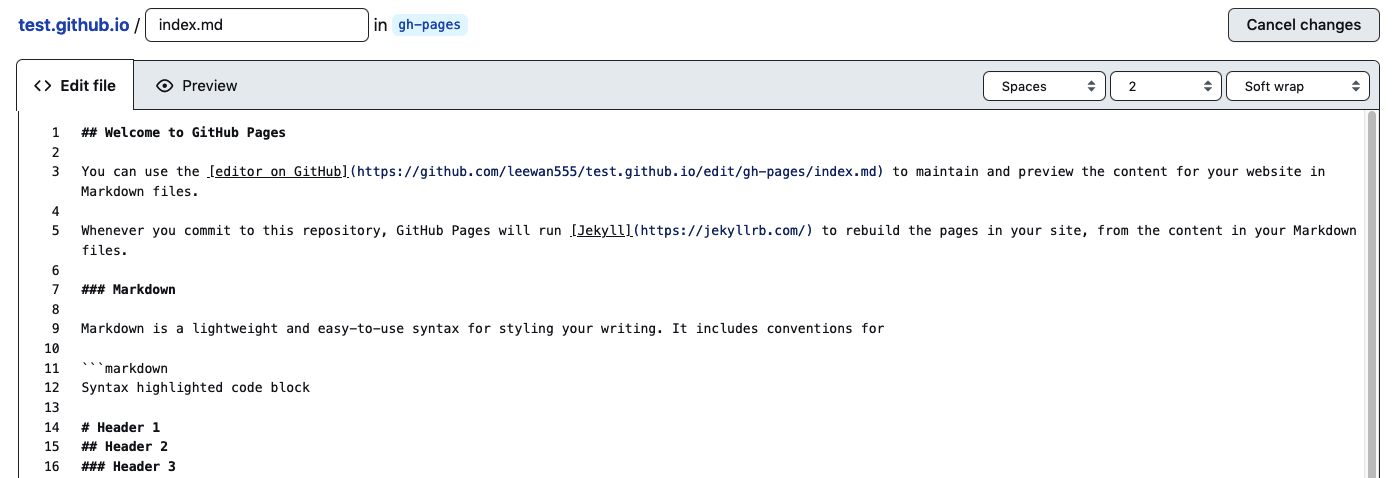 test.github.io / index.md in gh-pages Cancel changes
<> Edit file Preview Spaces 2 Soft wrap
1 ## Welcome to GitHub Pages
2
3 You can use the [editor on GitHub](https://github.com/leewan555/test.github.io/edit/gh-pages/index.md) to maintain and preview the content for your website in
Markdown files.
4
5 Whenever you commit to this repository, GitHub Pages will run [Jekyll](https://jekyllrb.com/) to rebuild the pages in your site, from the content in your Markdown
files.
6
7 ### Markdown
8
9 Markdown is a lightweight and easy-to-use syntax for styling your writing. It includes conventions for
10
11 ```markdown
12 Syntax highlighted code block
13
14 # Header 1
15 ## Header 2
16 ### Header 3